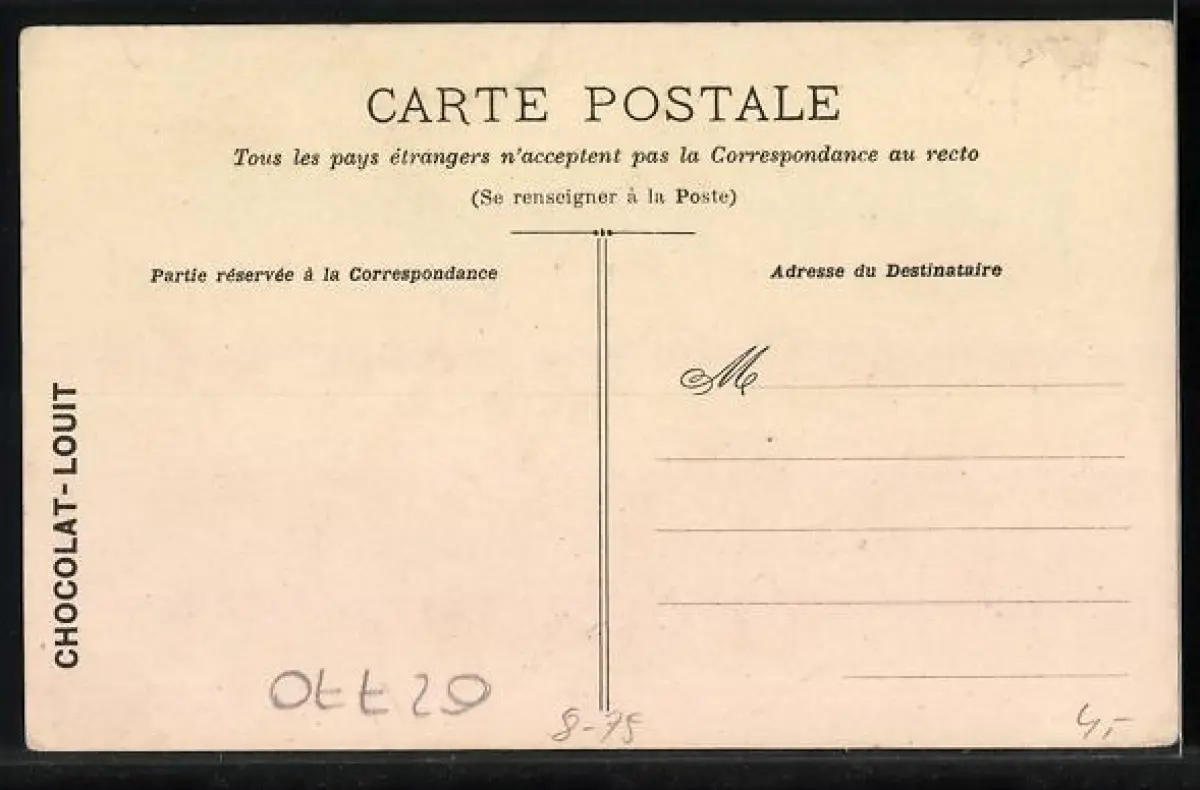 CARTE POSTALE
Tous les pays étrangers n'acceptent pas la Correspondance au recto
(Se renseigner à la Poste)
Partie réservée à la Correspondance
Adresse du Destinataire
M
CHOCOLAT-LOUIT
8-75
4,-